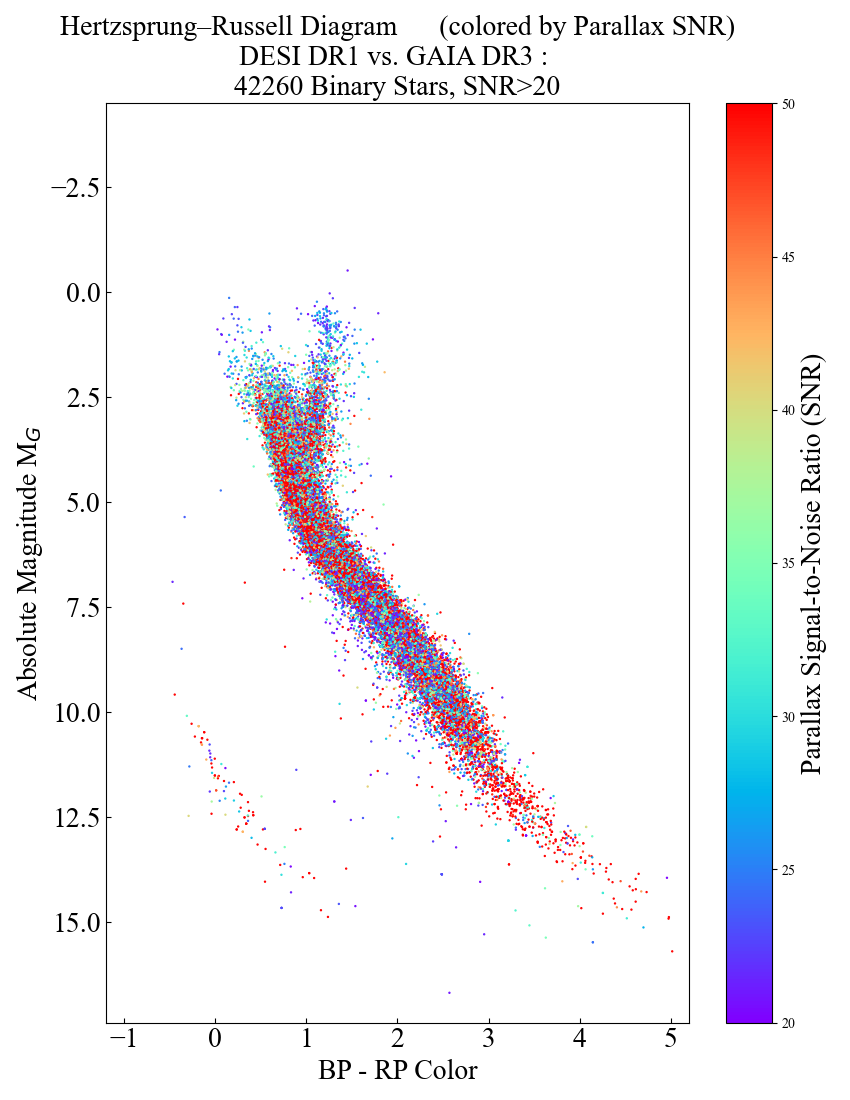 Hertzsprung–Russell Diagram (colored by Parallax SNR)
DESI DR1 vs. GAIA DR3 :
42260 Binary Stars, SNR>20
Absolute Magnitude M_G
−2.5
0.0
2.5
5.0
7.5
10.0
12.5
15.0
−1 0 1 2 3 4 5
BP - RP Color
50
45
40
35
30
25
20
Parallax Signal-to-Noise Ratio (SNR)